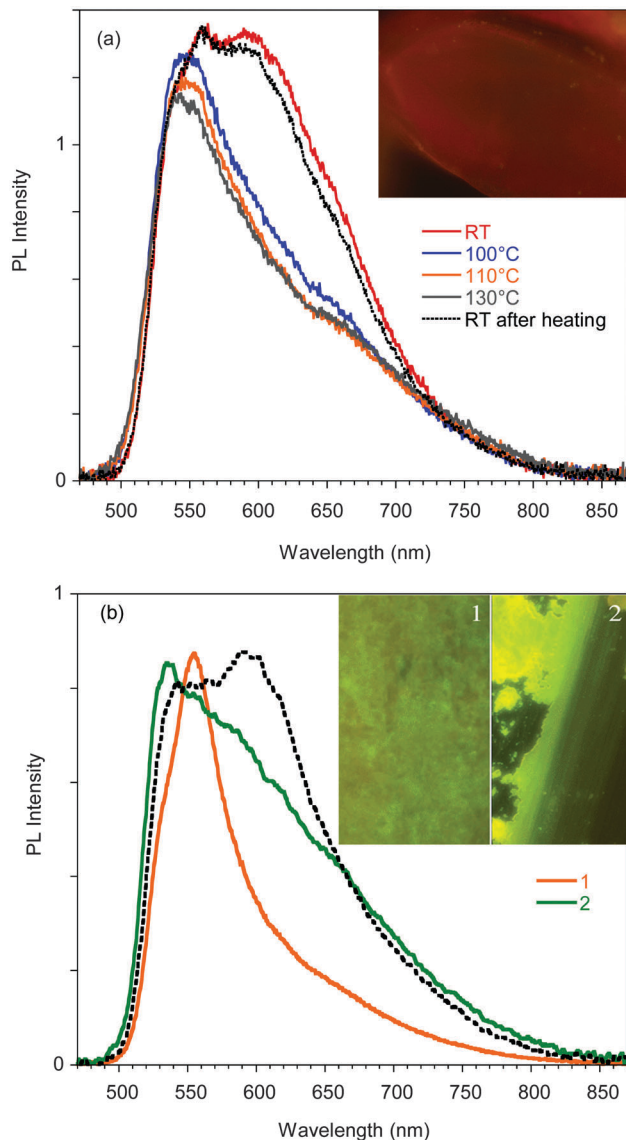 (a)
PL Intensity
1
0
RT
100°C
110°C
130°C
RT after heating
500 550 600 650 700 750 800 850
Wavelength (nm)
(b)
1
1 2
PL Intensity
1
2
0
500 550 600 650 700 750 800 850
Wavelength (nm)